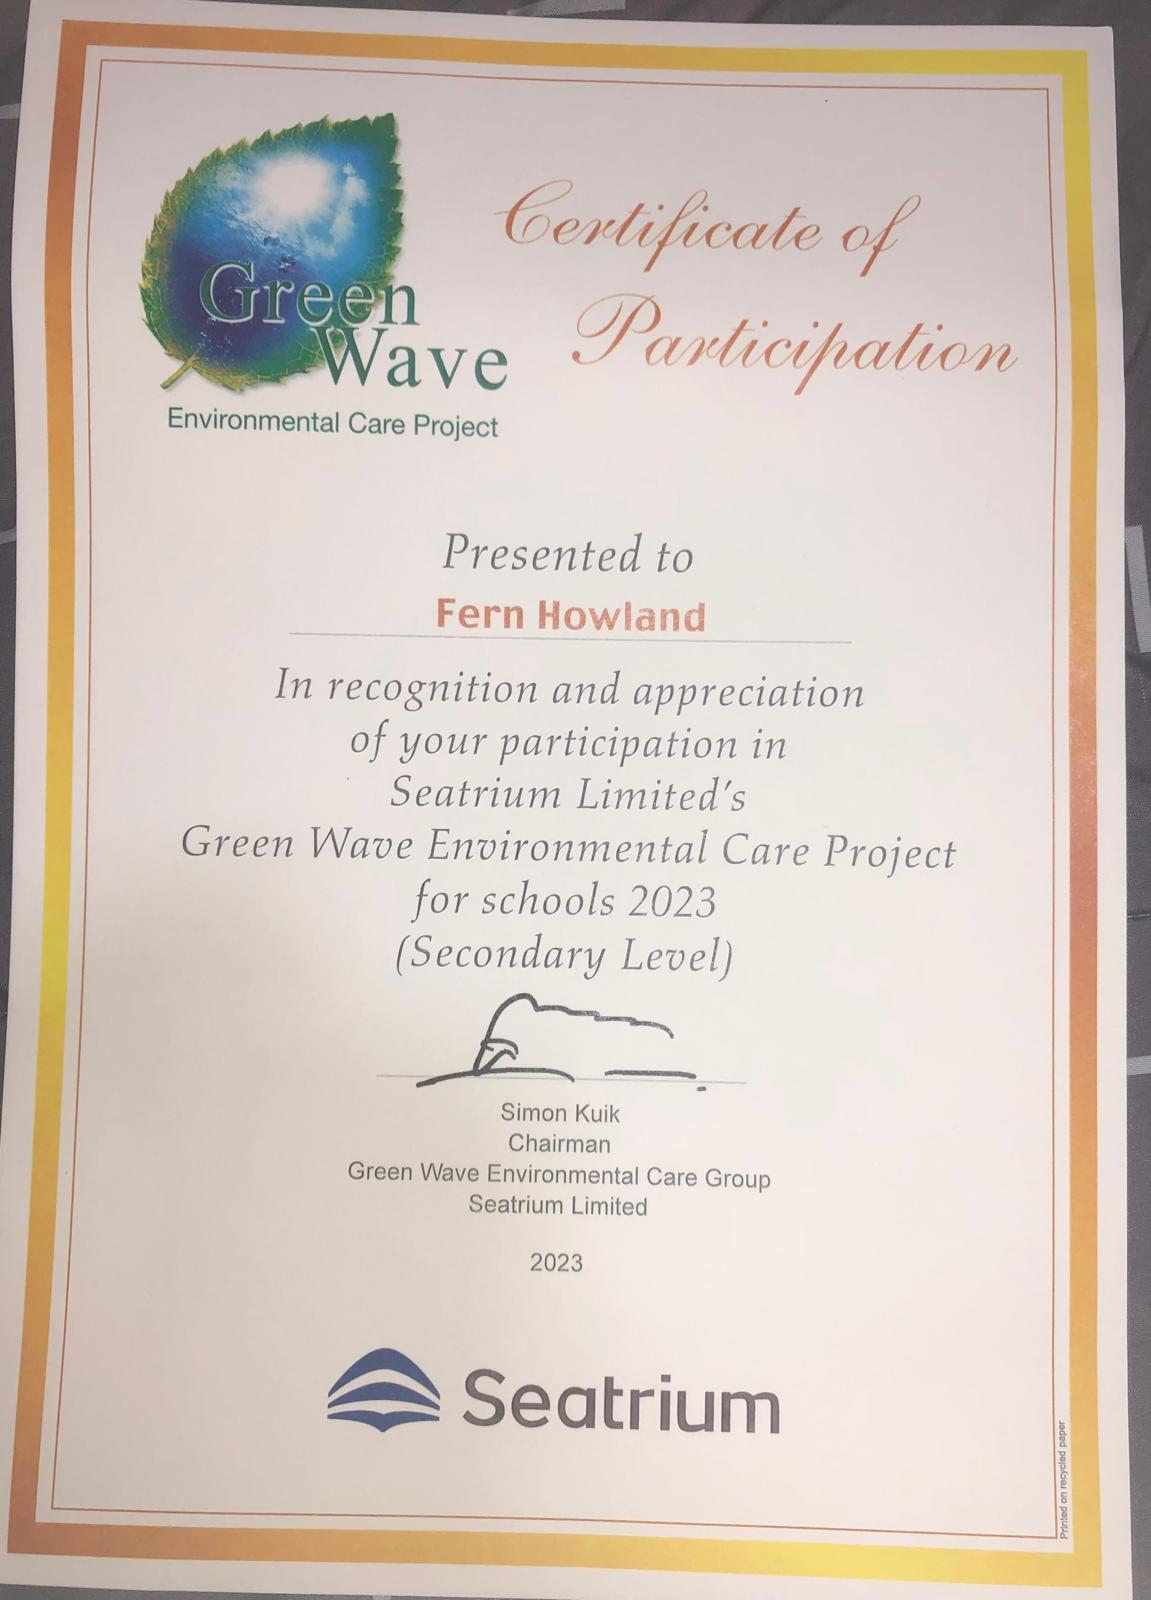 Green
Wave
Environmental Care Project
Certificate of
Participation
Presented to
Fern Howland
In recognition and appreciation
of your participation in
Seatrium Limited's
Green Wave Environmental Care Project
for schools 2023
(Secondary Level)
Simon Kuik
Chairman
Green Wave Environmental Care Group
Seatrium Limited
2023
Seatrium
Printed on recycled paper